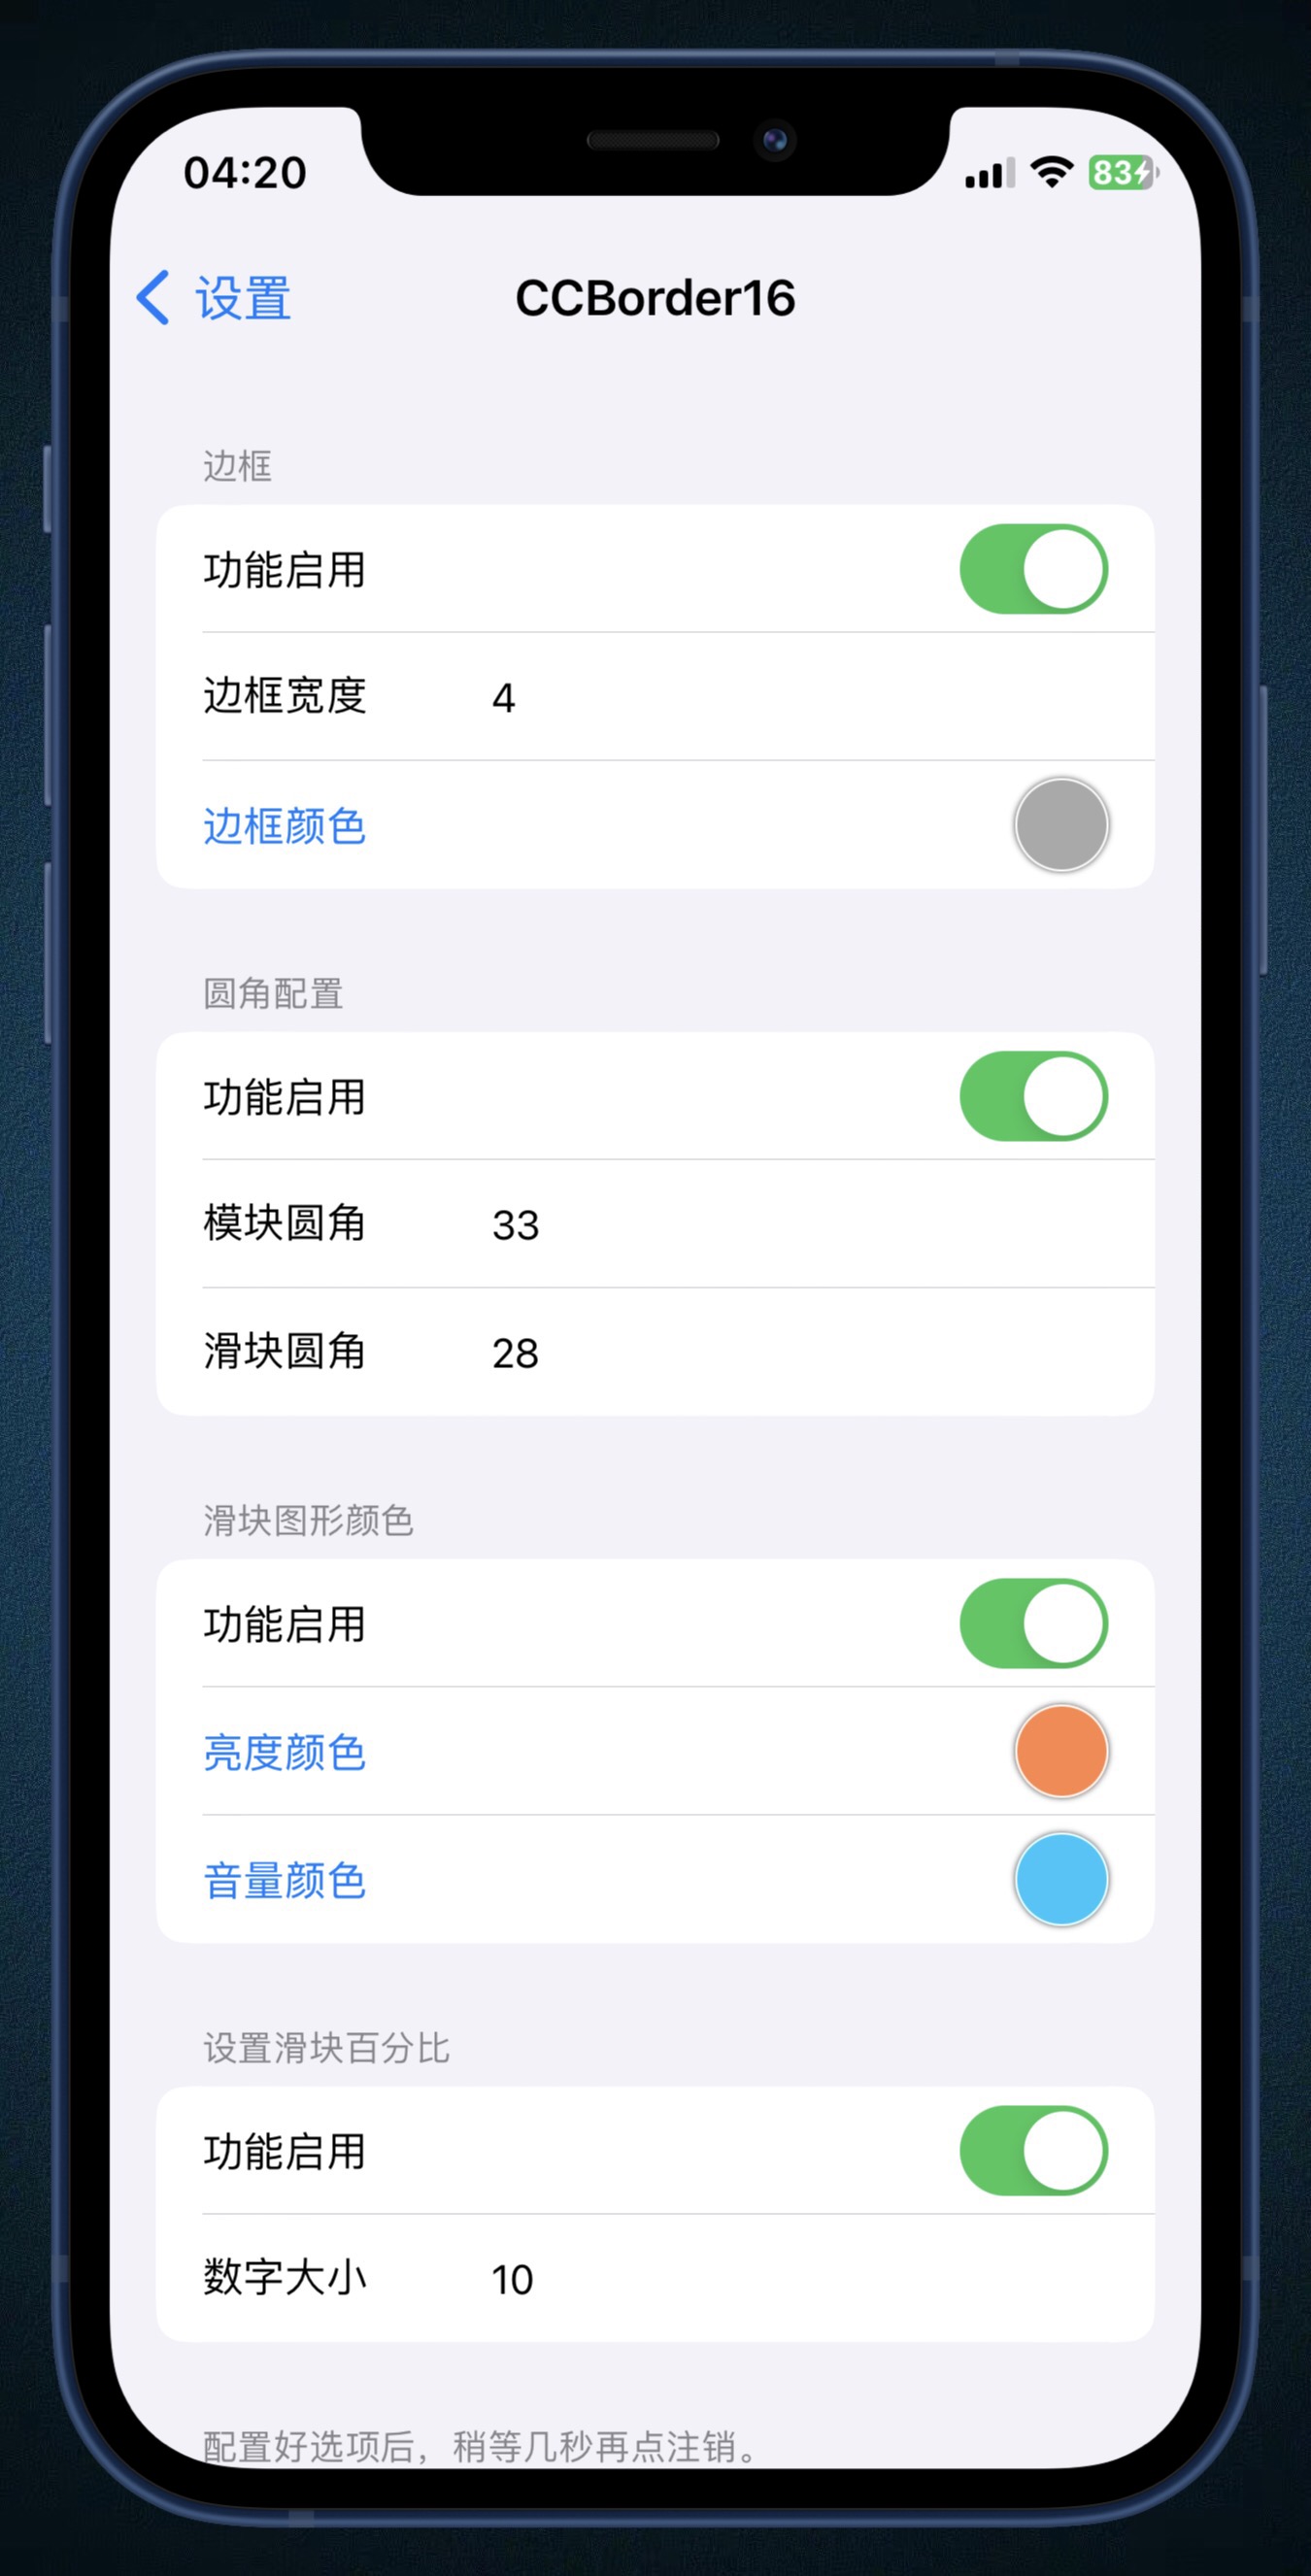 04:20
83
设置
CCBorder16
边框
功能启用
边框宽度 4
边框颜色
圆角配置
功能启用
模块圆角 33
滑块圆角 28
滑块图形颜色
功能启用
亮度颜色
音量颜色
设置滑块百分比
功能启用
数字大小 10
配置好选项后，稍等几秒再点注销。